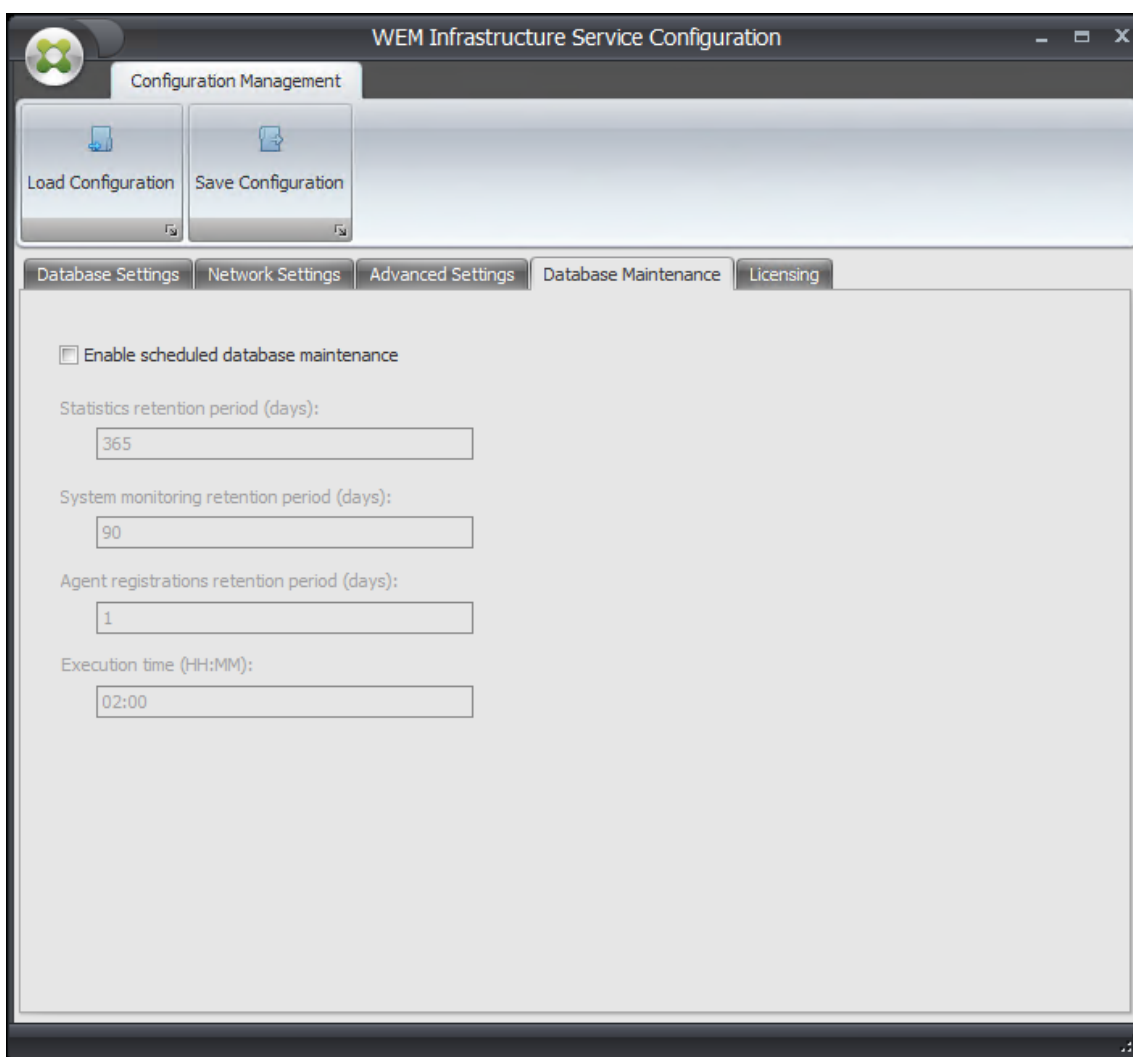 WEM Infrastructure Service Configuration
Configuration Management
Load Configuration Save Configuration
Database Settings Network Settings Advanced Settings Database Maintenance Licensing
Enable scheduled database maintenance
Statistics retention period (days):
365
System monitoring retention period (days):
90
Agent registrations retention period (days):
1
Execution time (HH:MM):
02:00